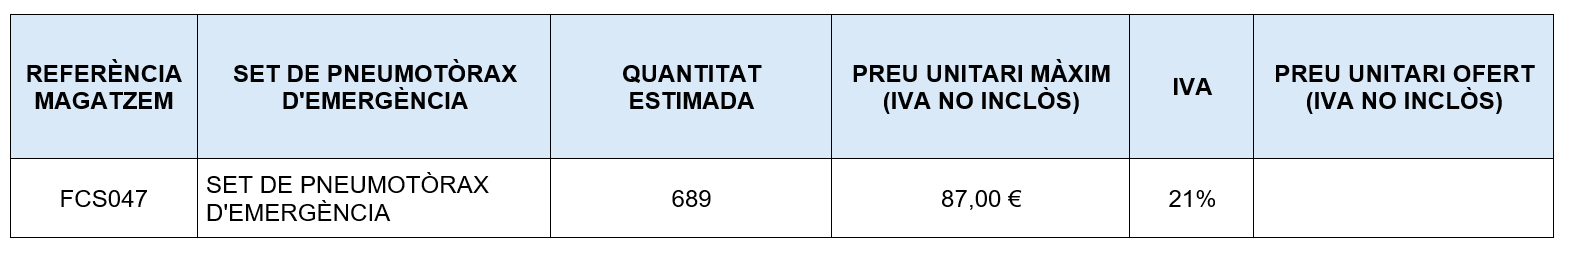 REFERÈNCIA
MAGATZEM
SET DE PNEUMOTÒRAX
D'EMERGÈNCIA
QUANTITAT
ESTIMADA
PREU UNITARI MÀXIM
(IVA NO INCLÒS)
IVA
PREU UNITARI OFERT
(IVA NO INCLÒS)
FCS047
SET DE PNEUMOTÒRAX
D'EMERGÈNCIA
689
87,00 €
21%